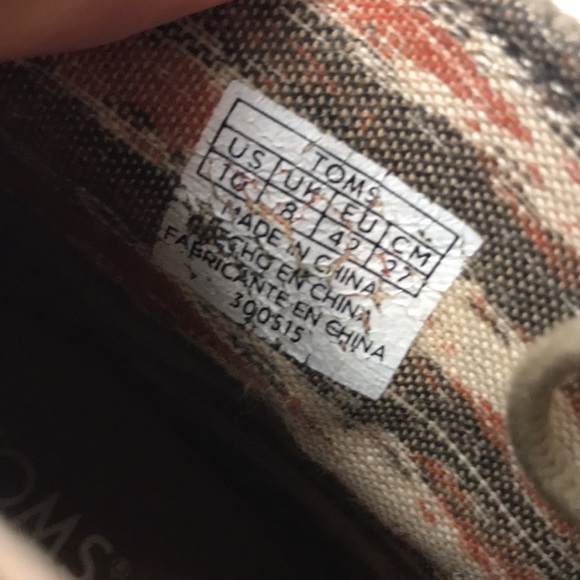 TOMS
US UK EU CM
10 8 42 27
MADE IN CHINA
HECHO EN CHINA
FABRICANTE EN CHINA
300515
TOMS®